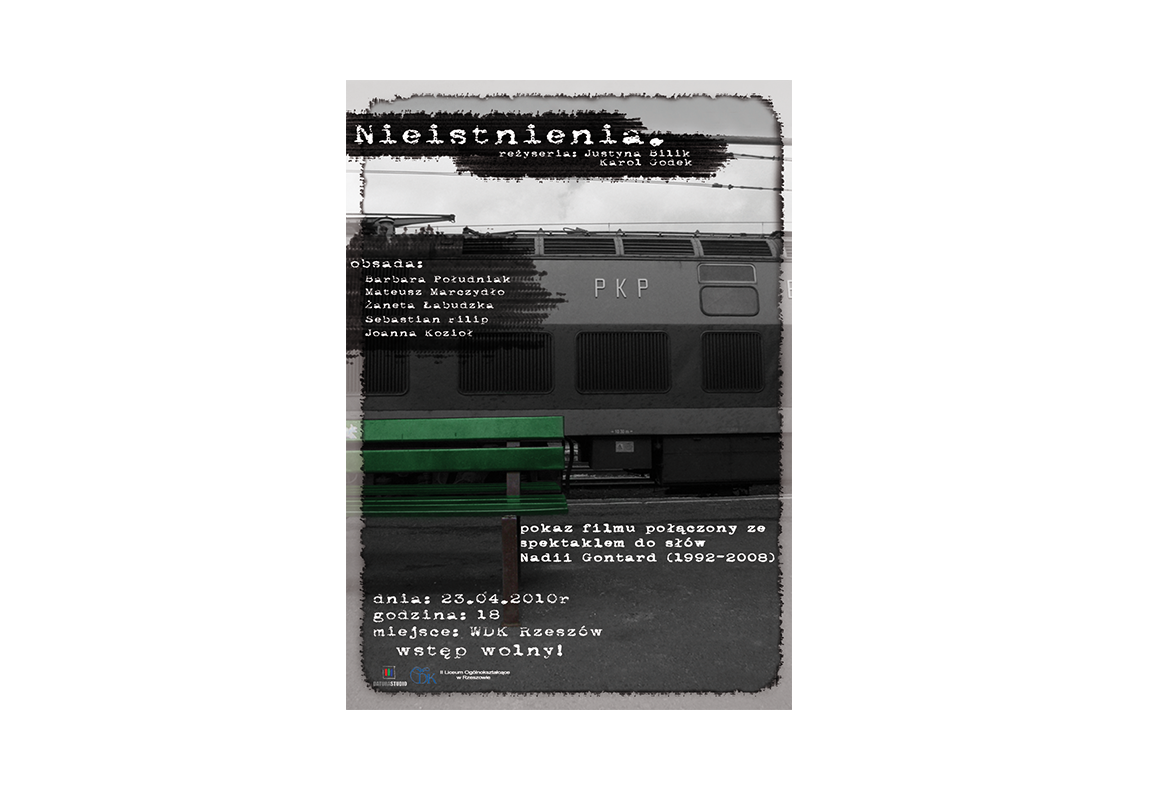 Nieistnienia.
reżyseria: Justyna Bilik
Karol Godek
obsada:
Barbara Południak
Mateusz Marczydło
Żaneta Łabudzka
Sebastian Filip
Joanna Kozioł
PKP
pokaz filmu połączony ze
spektaklem do słów
Nadii Gontard (1992-2008)
dnia: 23.04.2010r
godzina: 18
miejsce: WDK Rzeszów
wstęp wolny!
II Liceum Ogólnokształcące
w Rzeszowie